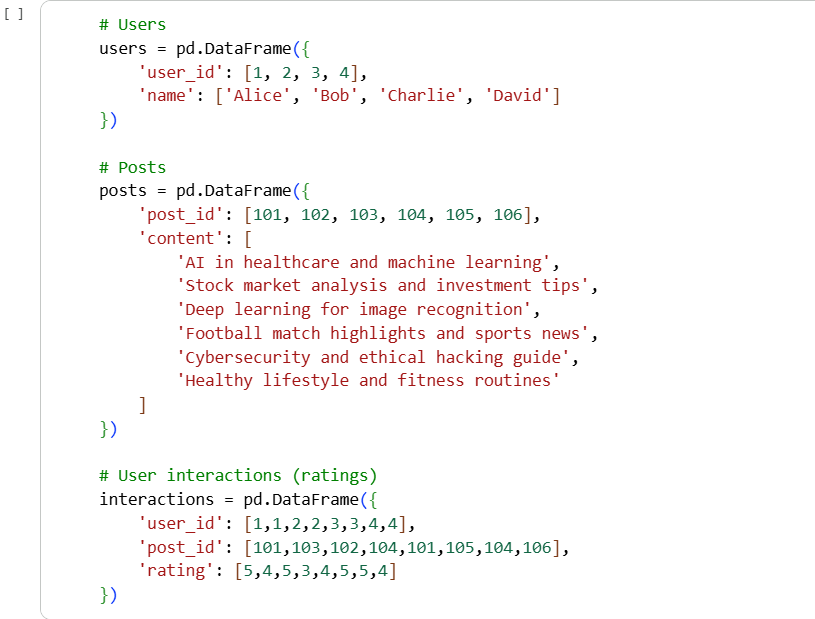 [ ]
# Users
users = pd.DataFrame({
    'user_id': [1, 2, 3, 4],
    'name': ['Alice', 'Bob', 'Charlie', 'David']
})

# Posts
posts = pd.DataFrame({
    'post_id': [101, 102, 103, 104, 105, 106],
    'content': [
        'AI in healthcare and machine learning',
        'Stock market analysis and investment tips',
        'Deep learning for image recognition',
        'Football match highlights and sports news',
        'Cybersecurity and ethical hacking guide',
        'Healthy lifestyle and fitness routines'
    ]
})

# User interactions (ratings)
interactions = pd.DataFrame({
    'user_id': [1,1,2,2,3,3,4,4],
    'post_id': [101,103,102,104,101,105,104,106],
    'rating': [5,4,5,3,4,5,5,4]
})